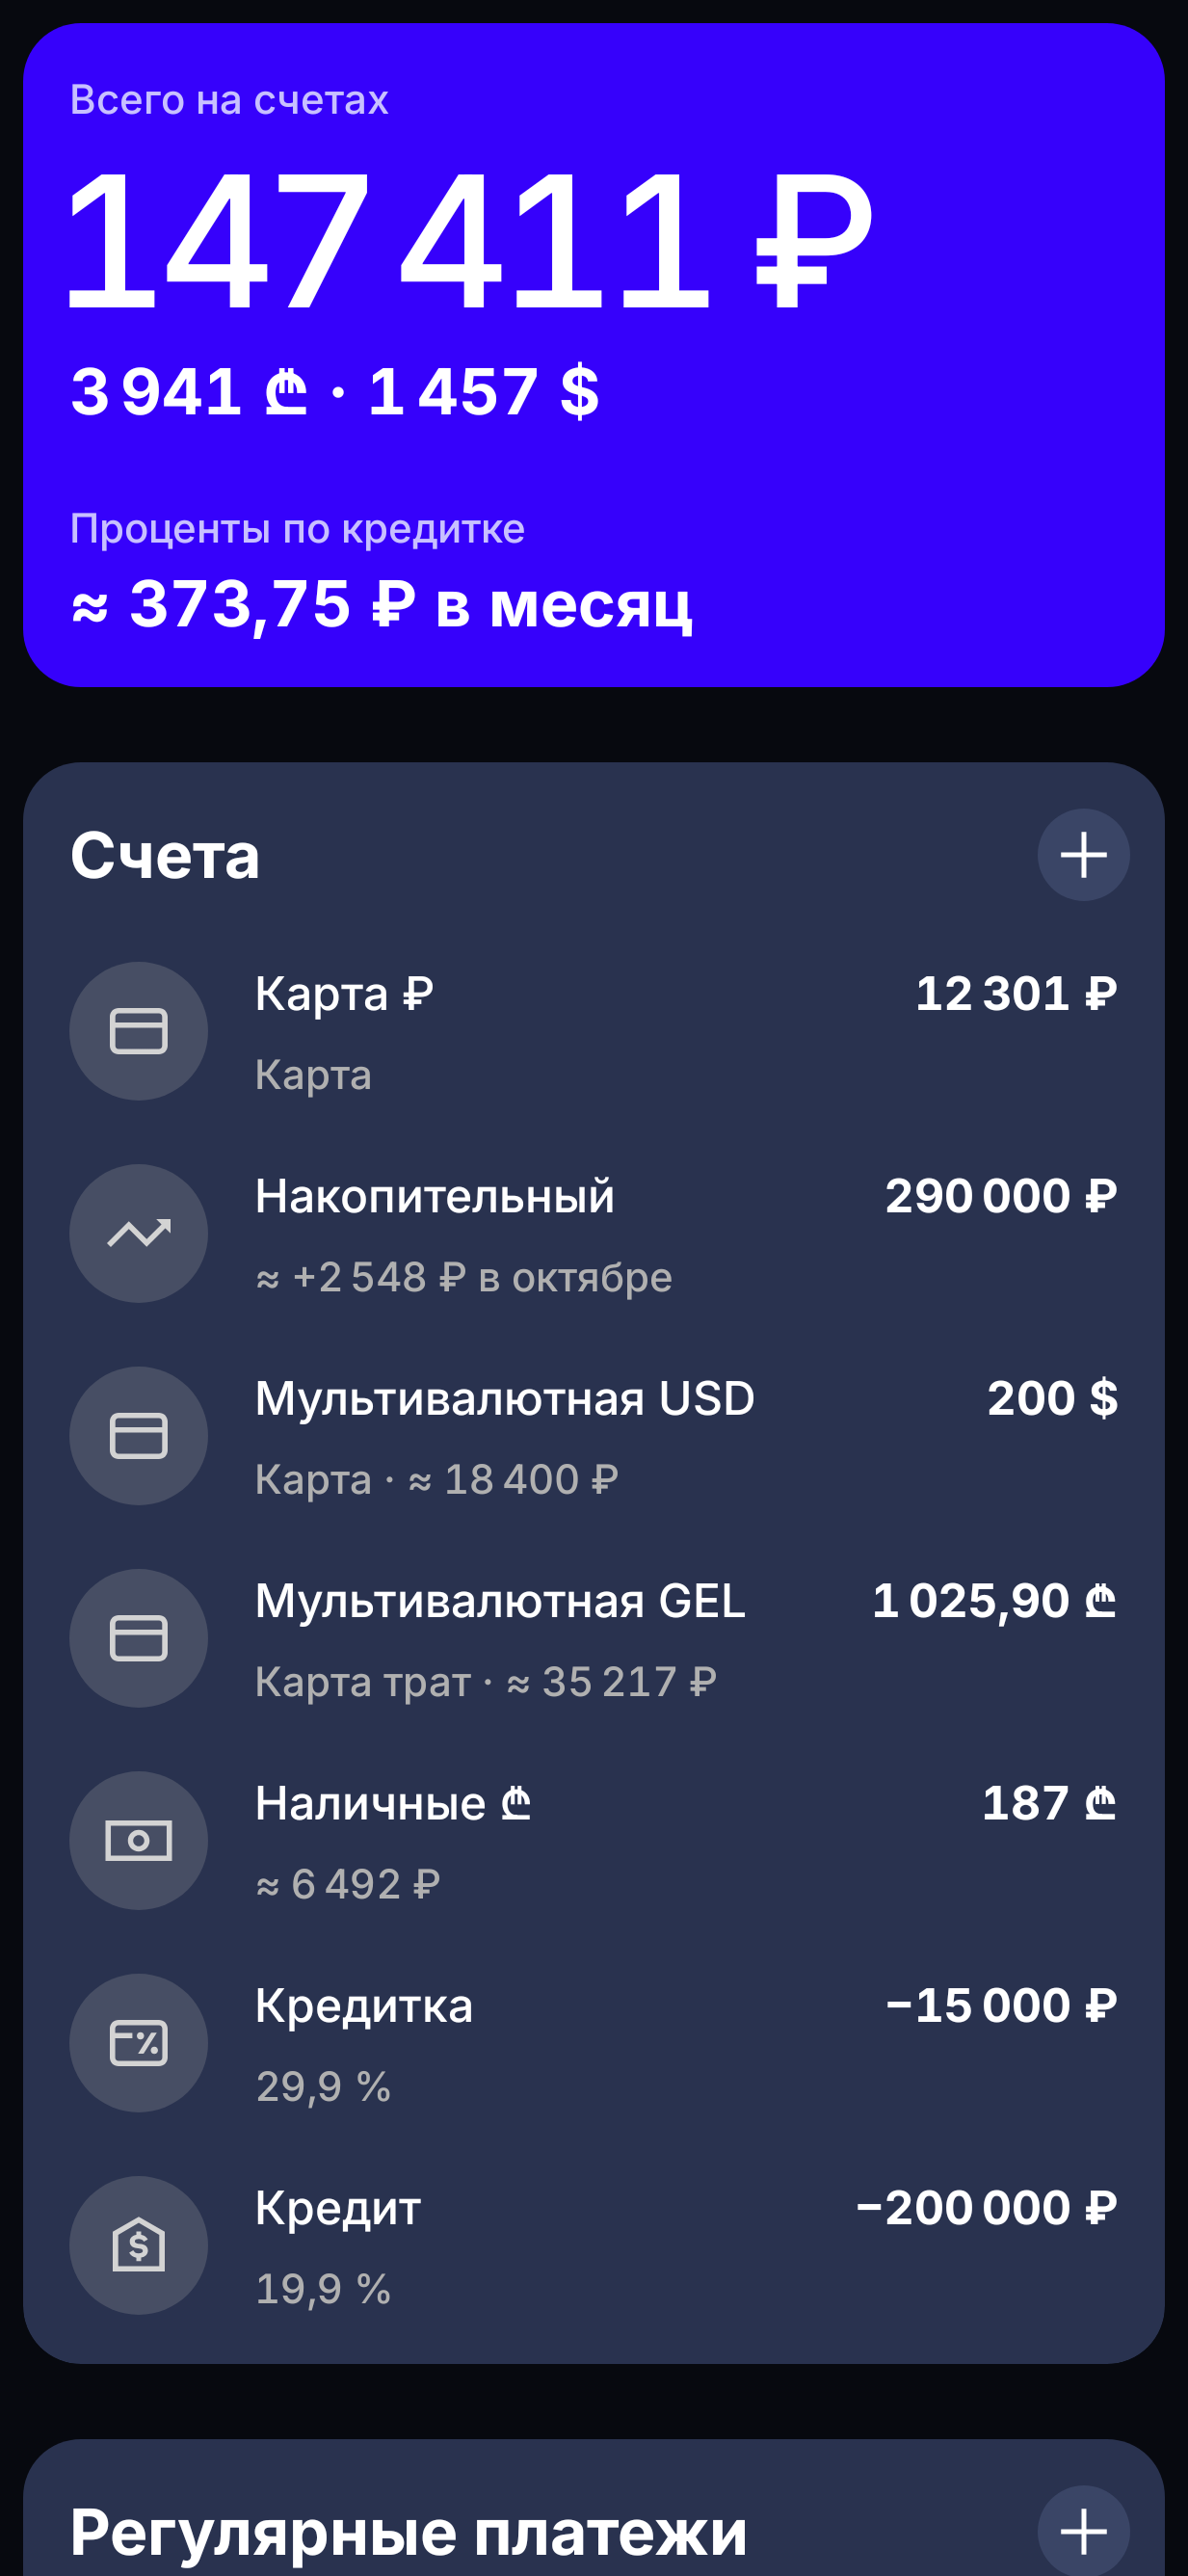 Всего на счетах
147 411 ₽
3 941 ₾ · 1 457 $
Проценты по кредитке
≈ 373,75 ₽ в месяц
Счета
Карта ₽
12 301 ₽
Карта
Накопительный
290 000 ₽
≈ +2 548 ₽ в октябре
Мультивалютная USD
200 $
Карта · ≈ 18 400 ₽
Мультивалютная GEL
1 025,90 ₾
Карта трат · ≈ 35 217 ₽
Наличные ₾
187 ₾
≈ 6 492 ₽
Кредитка
−15 000 ₽
29,9 %
Кредит
−200 000 ₽
19,9 %
Регулярные платежи